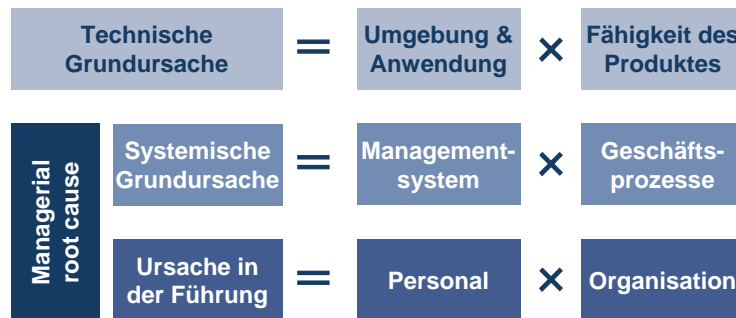 Technische
Grundursache
=
Umgebung &
Anwendung
×
Fähigkeit des
Produktes
Managerial
root cause
Systemische
Grundursache
=
Management-
system
×
Geschäfts-
prozesse
Ursache in
der Führung
=
Personal
×
Organisation